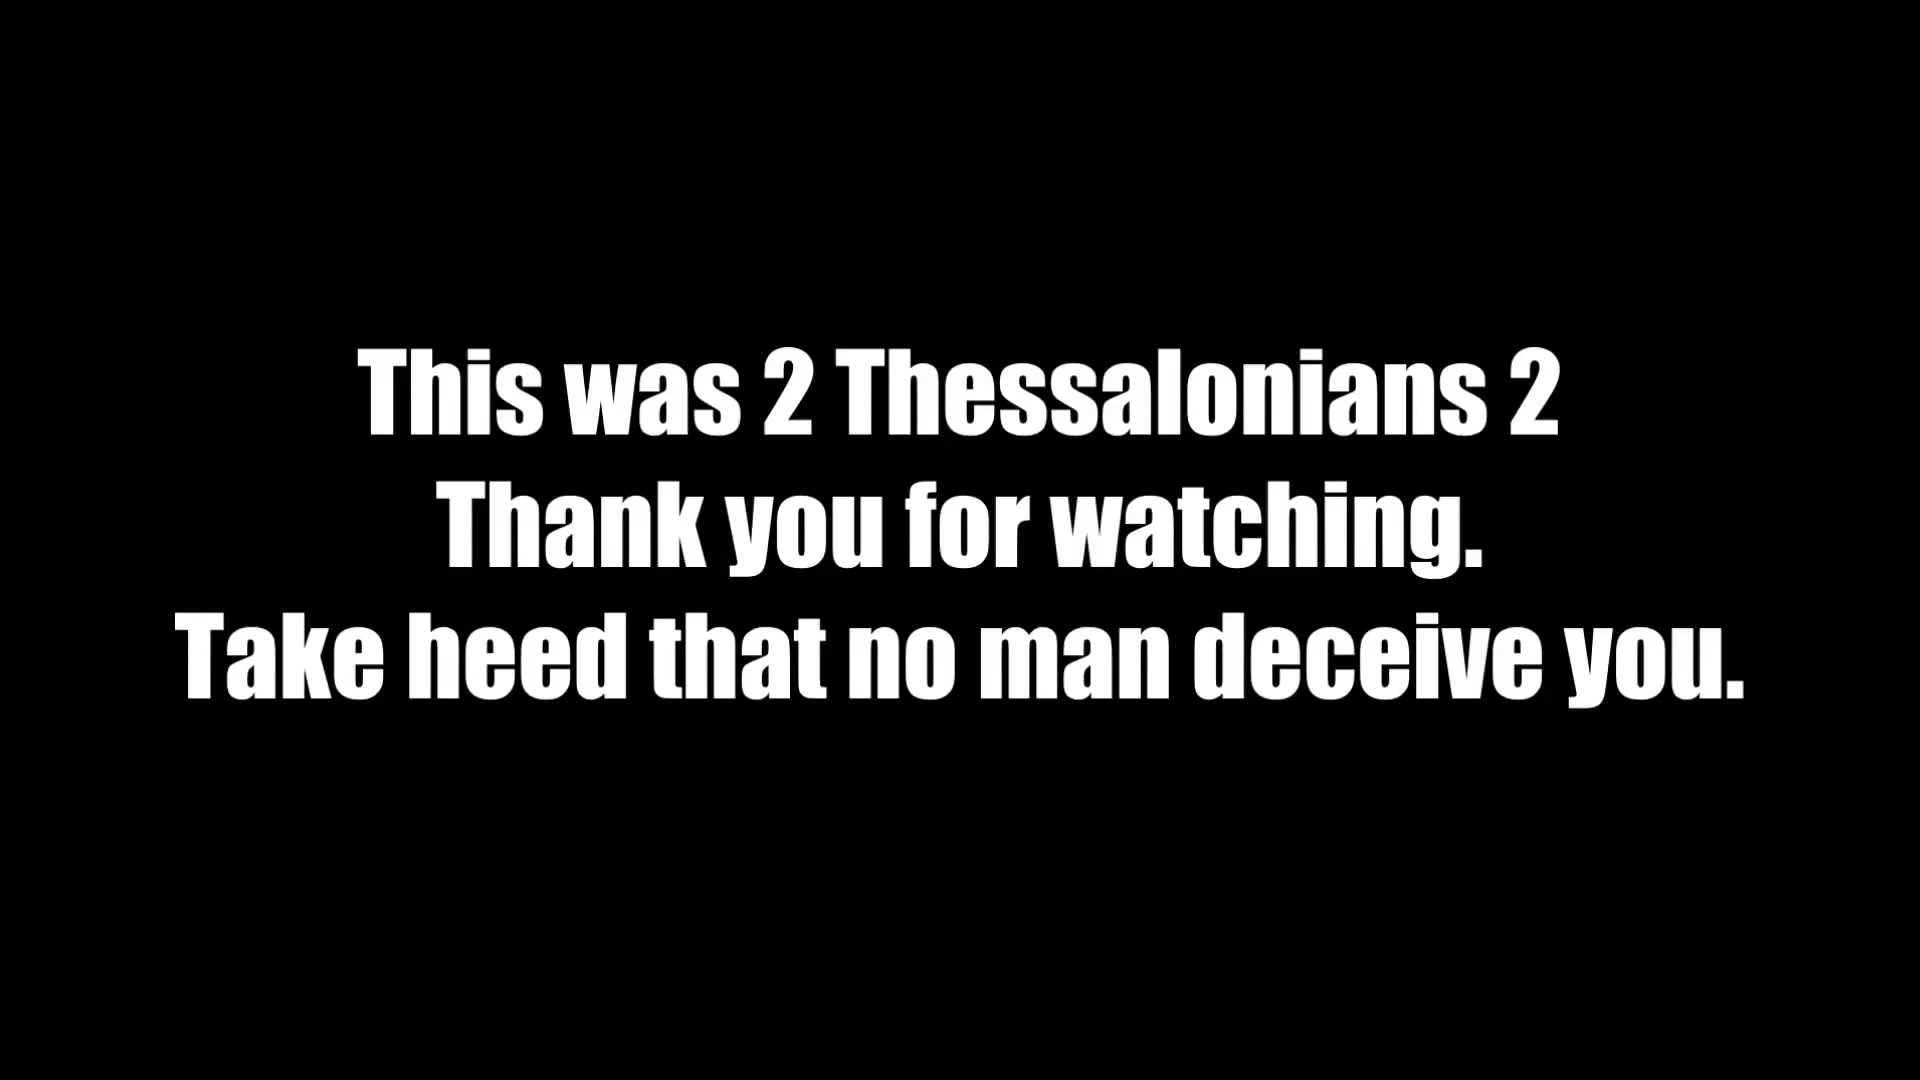 This was 2 Thessalonians 2
Thank you for watching.
Take heed that no man deceive you.